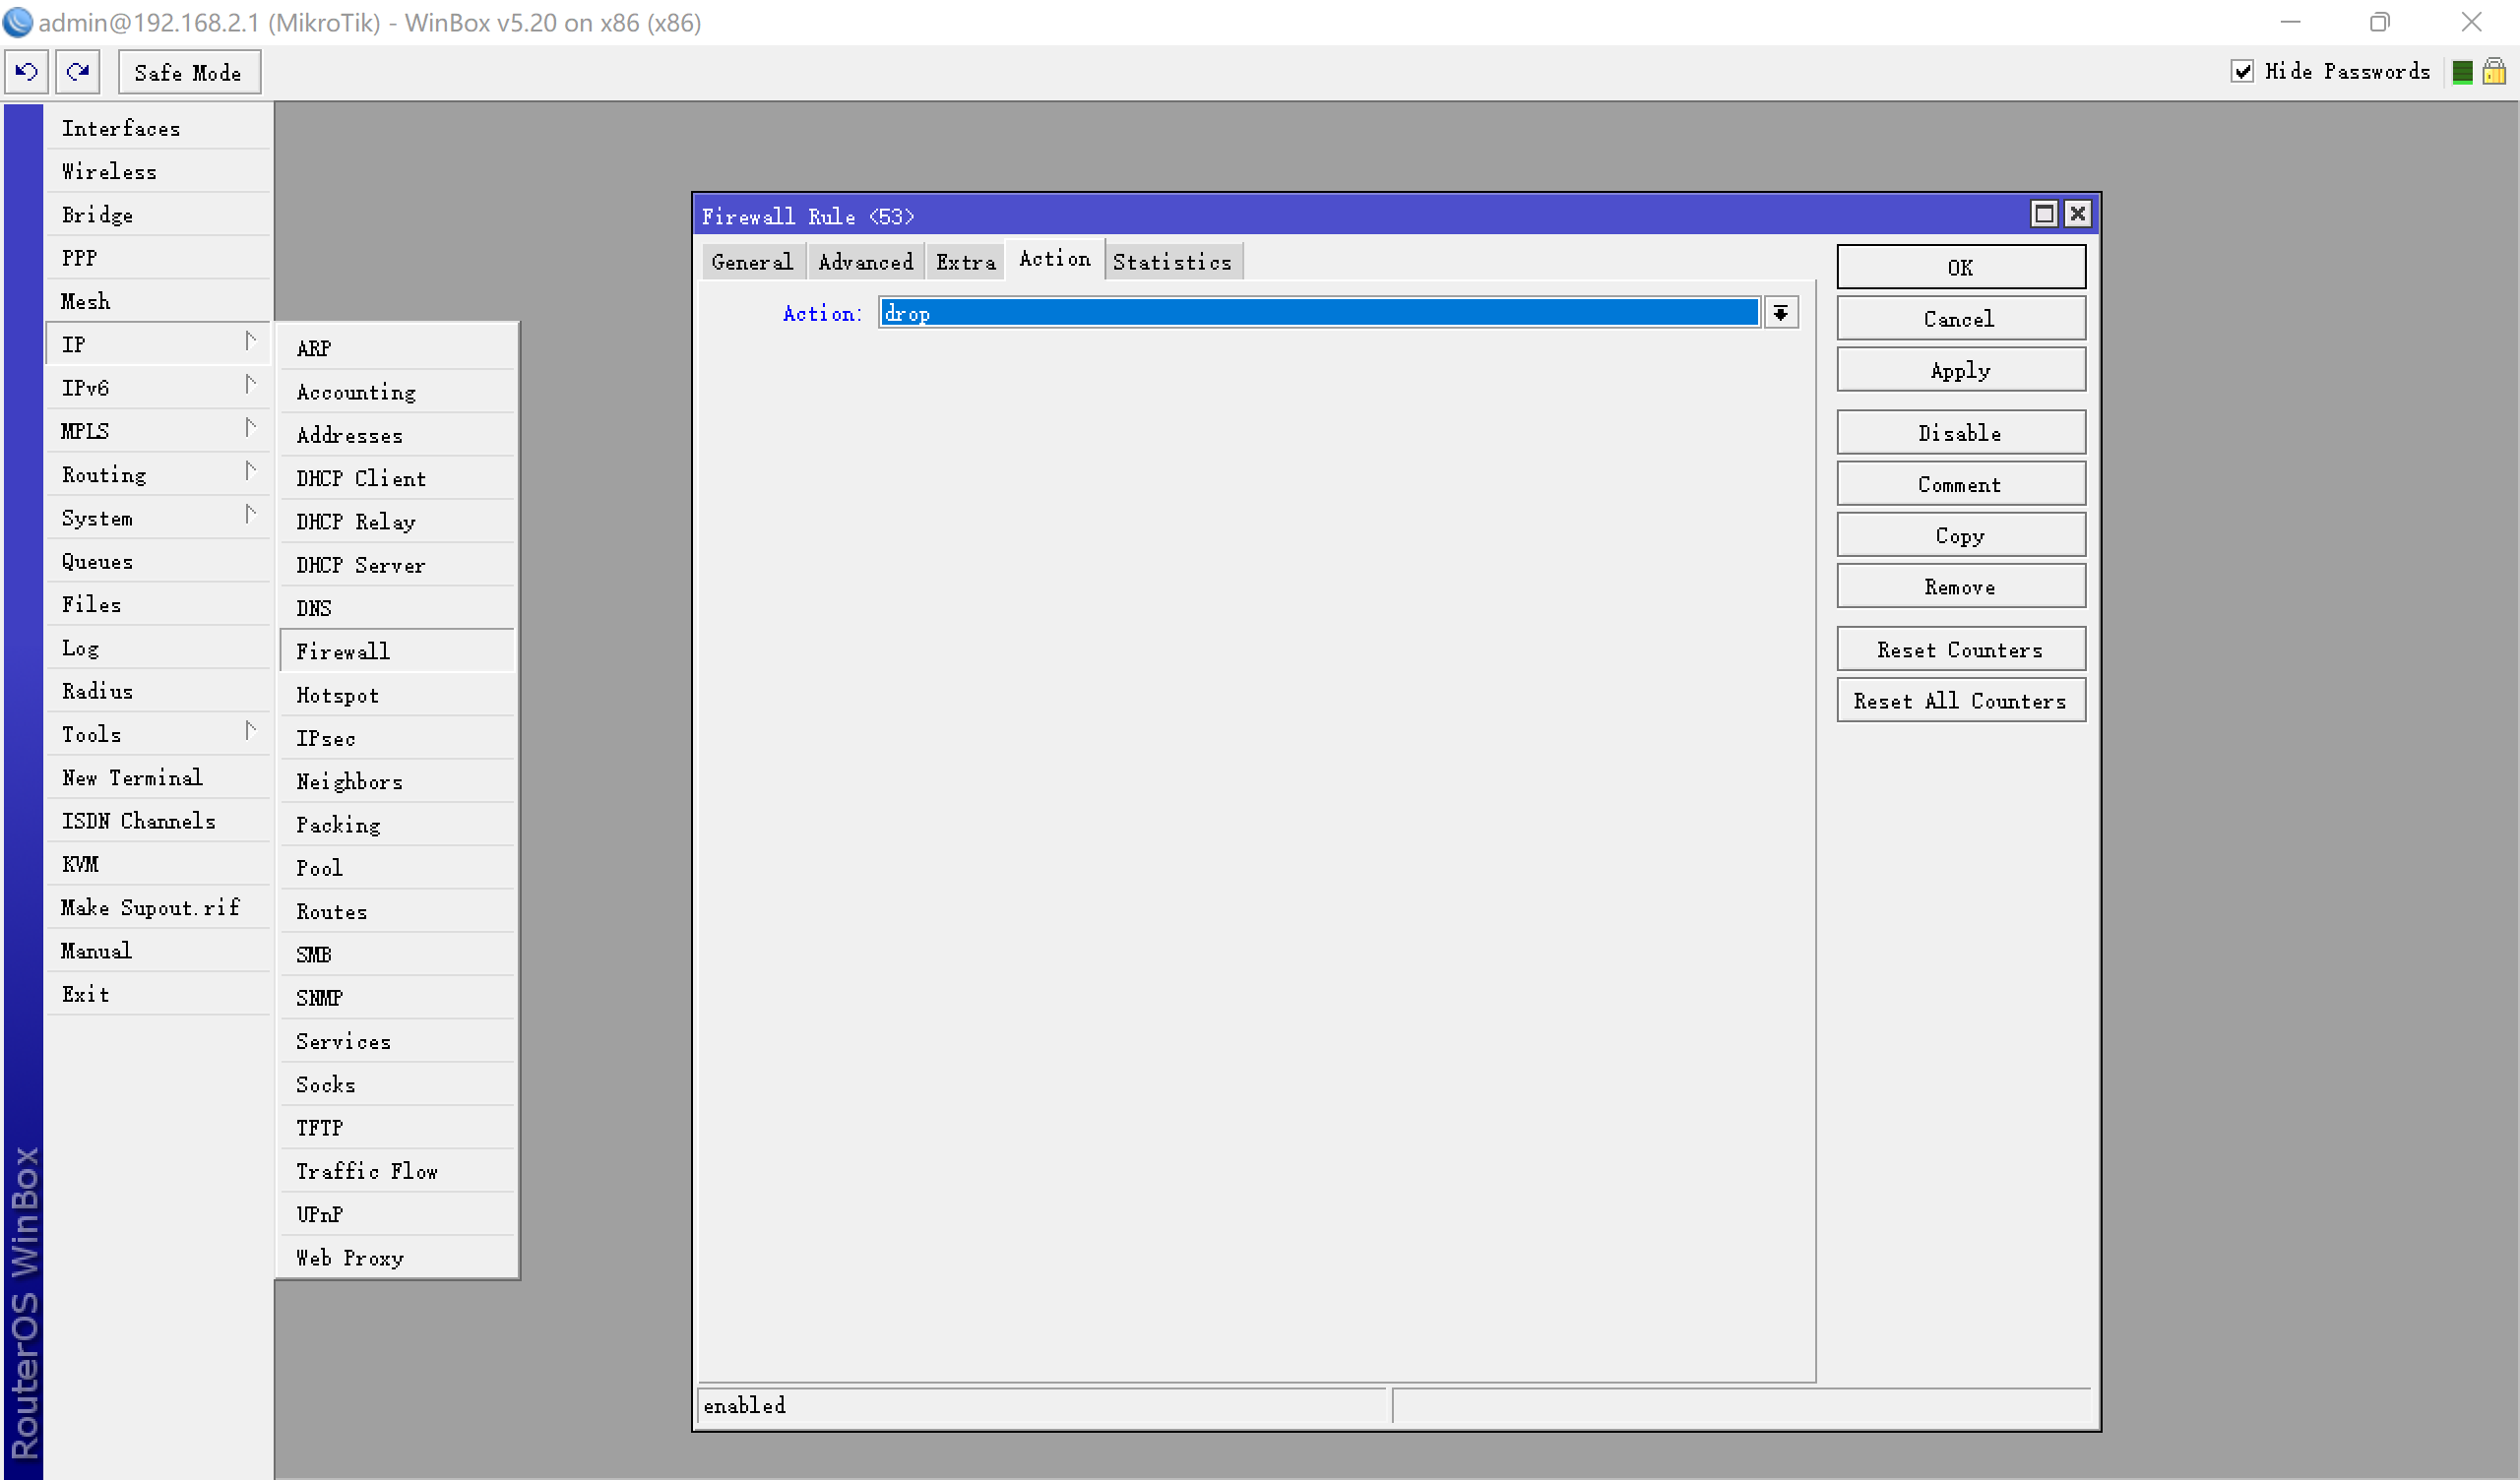 admin@192.168.2.1 (MikroTik) - WinBox v5.20 on x86 (x86)
Safe Mode
Hide Passwords
Interfaces
Wireless
Bridge
PPP
Mesh
IP
IPv6
MPLS
Routing
System
Queues
Files
Log
Radius
Tools
New Terminal
ISDN Channels
KVM
Make Supout.rif
Manual
Exit
RouterOS WinBox
ARP
Accounting
Addresses
DHCP Client
DHCP Relay
DHCP Server
DNS
Firewall
Hotspot
IPsec
Neighbors
Packing
Pool
Routes
SMB
SNMP
Services
Socks
TFTP
Traffic Flow
UPnP
Web Proxy
Firewall Rule <53>
General Advanced Extra Action Statistics
Action: drop
OK
Cancel
Apply
Disable
Comment
Copy
Remove
Reset Counters
Reset All Counters
enabled